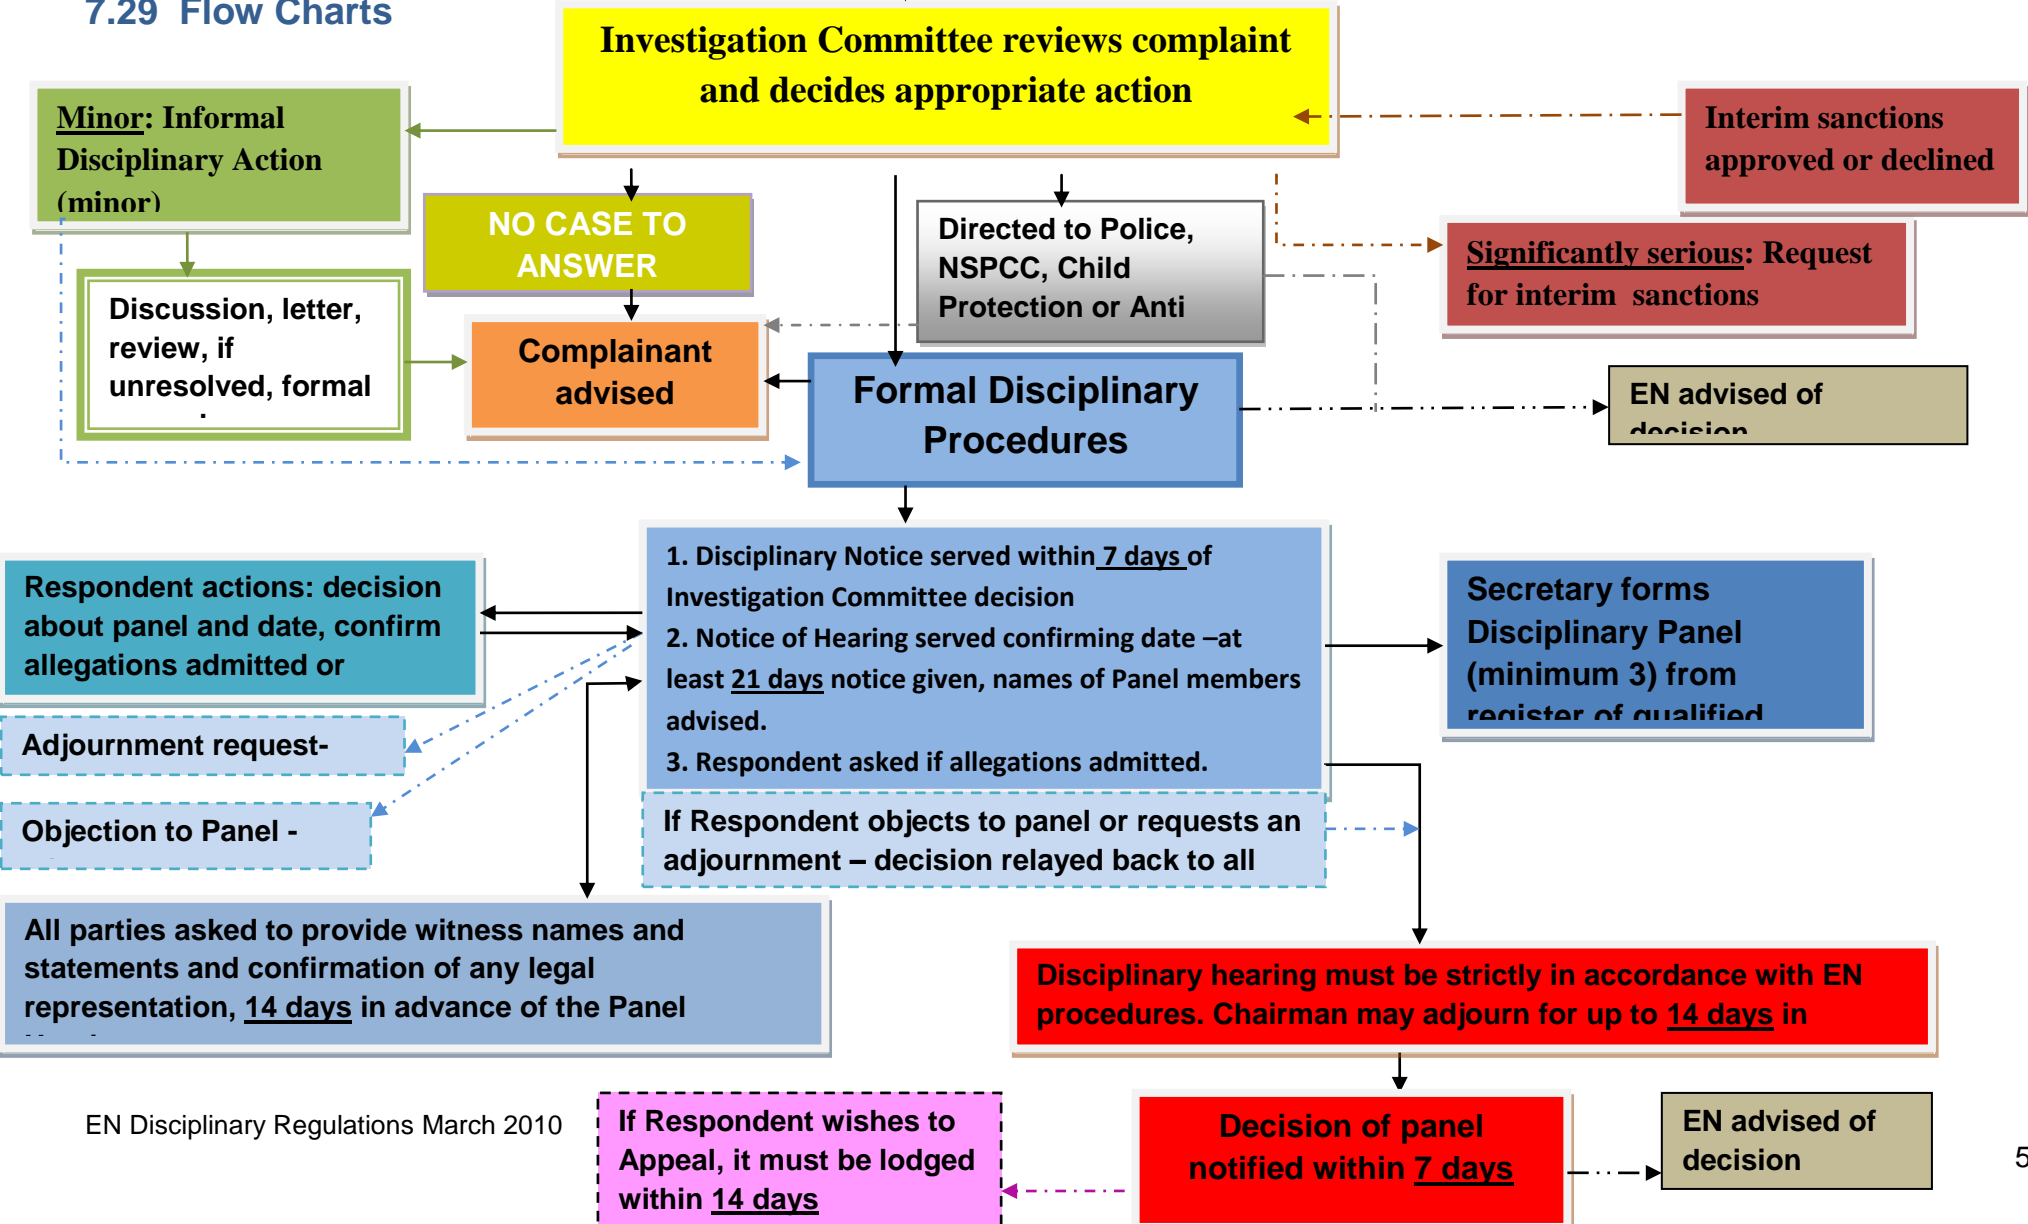 7.29 Flow Charts
Investigation Committee reviews complaint
and decides appropriate action
Minor: Informal
Disciplinary Action
(minor)
Interim sanctions
approved or declined
NO CASE TO
ANSWER
Directed to Police,
NSPCC, Child
Protection or Anti
Significantly serious: Request
for interim sanctions
Discussion, letter,
review, if
unresolved, formal
Complainant
advised
Formal Disciplinary
Procedures
EN advised of
decision
1. Disciplinary Notice served within 7 days of
Investigation Committee decision
2. Notice of Hearing served confirming date –at
least 21 days notice given, names of Panel members
advised.
3. Respondent asked if allegations admitted.
Respondent actions: decision
about panel and date, confirm
allegations admitted or
Secretary forms
Disciplinary Panel
(minimum 3) from
register of qualified
Adjournment request-
Objection to Panel -
If Respondent objects to panel or requests an
adjournment – decision relayed back to all
All parties asked to provide witness names and
statements and confirmation of any legal
representation, 14 days in advance of the Panel
Disciplinary hearing must be strictly in accordance with EN
procedures. Chairman may adjourn for up to 14 days in
EN Disciplinary Regulations March 2010
If Respondent wishes to
Appeal, it must be lodged
within 14 days
Decision of panel
notified within 7 days
EN advised of
decision
5